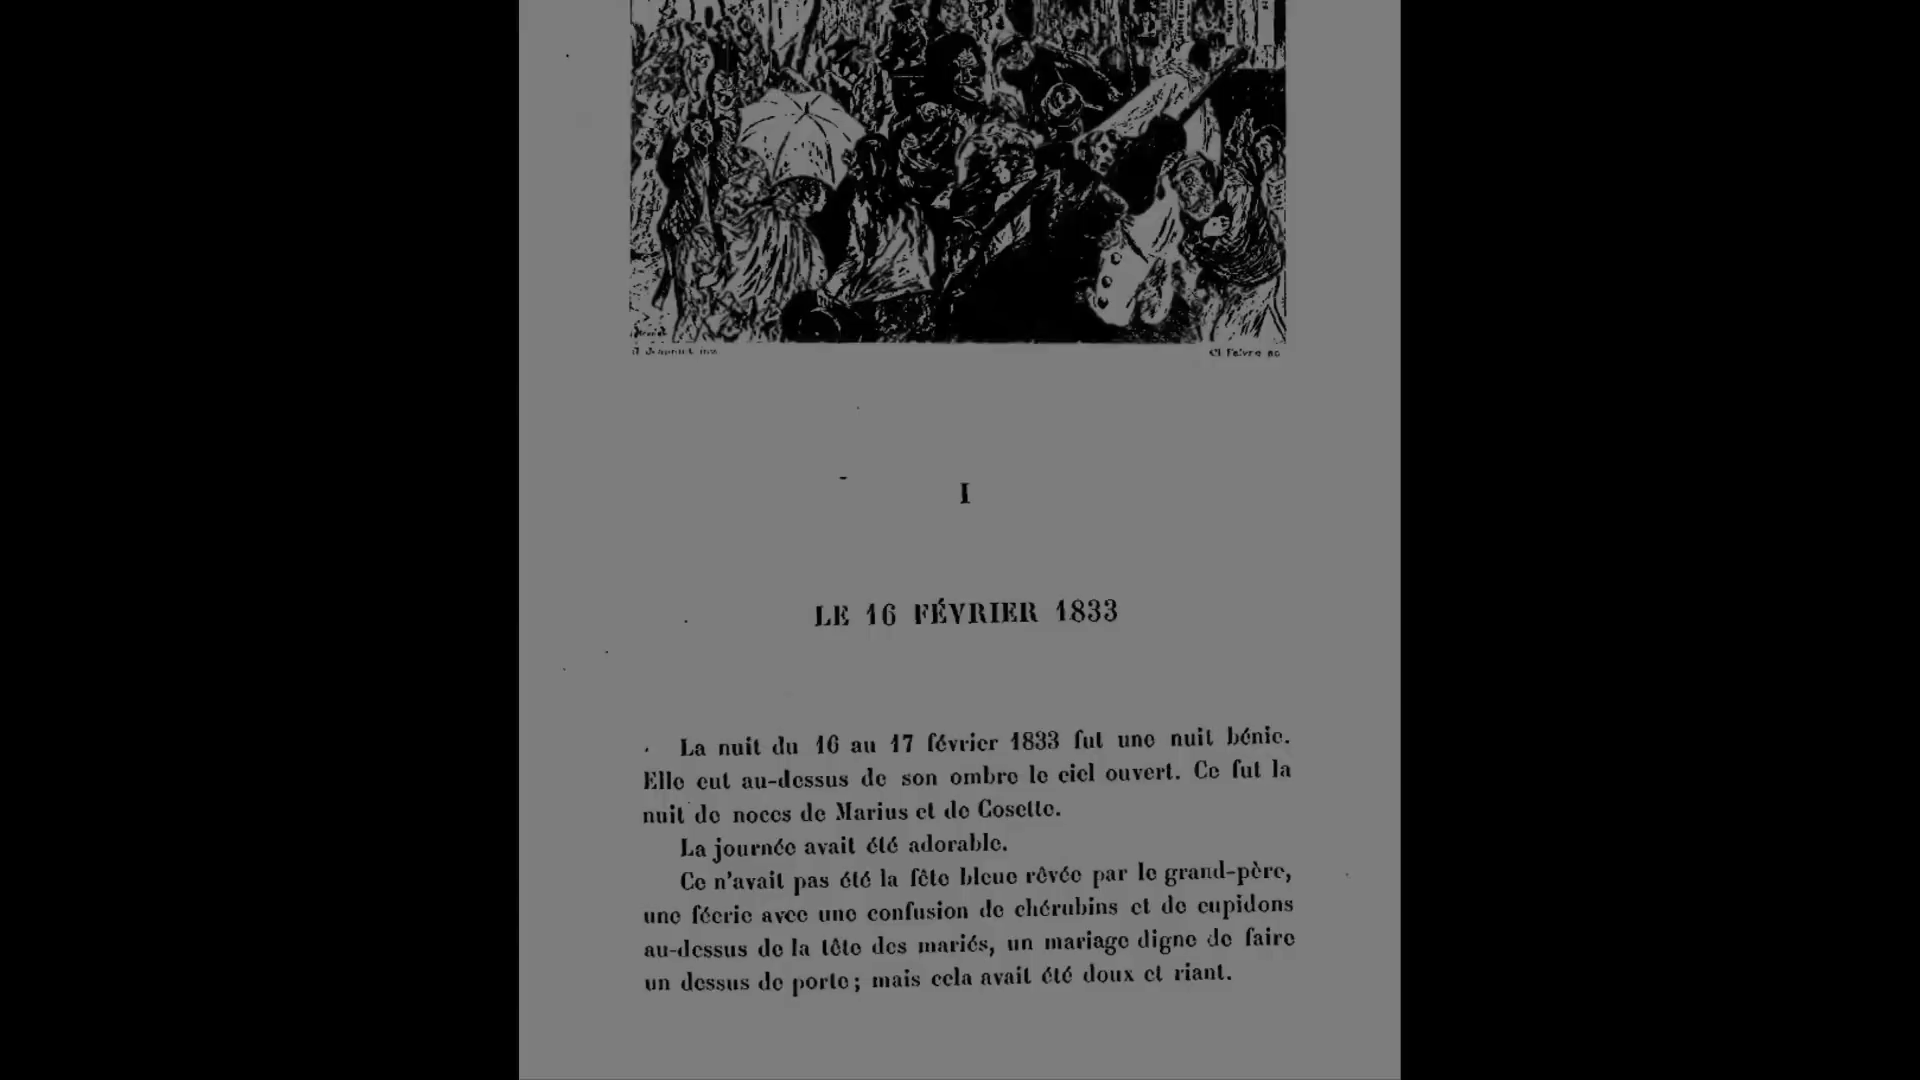 I
LE 16 FÉVRIER 1833
La nuit du 16 au 17 février 1833 fut une nuit bénie.
Elle eut au-dessus de son ombre le ciel ouvert. Ce fut la
nuit de noces de Marius et de Cosette.
La journée avait été adorable.
Ce n'avait pas été la fête bleue rêvée par le grand-père,
une féerie avec une confusion de chérubins et de cupidons
au-dessus de la tête des mariés, un mariage digne de faire
un dessus de porte; mais cela avait été doux et riant.